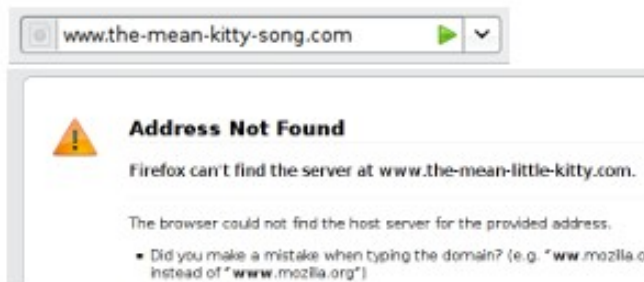 www.the-mean-kitty-song.com
Address Not Found
Firefox can't find the server at www.the-mean-little-kitty.com.
The browser could not find the host server for the provided address.
▪ Did you make a mistake when typing the domain? (e.g. "ww.mozilla.o
instead of "www.mozilla.org")